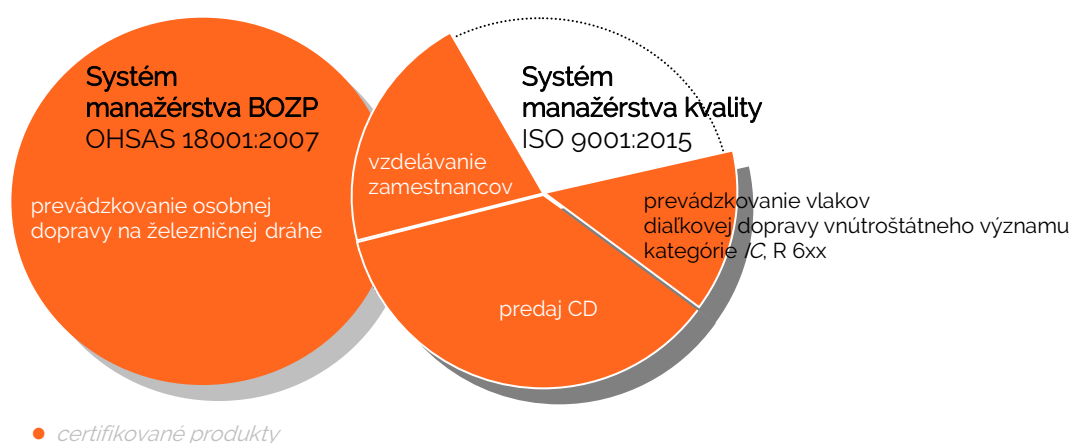 Systém
manažérstva BOZP
OHSAS 18001:2007
prevádzkovanie osobnej
dopravy na železničnej dráhe
Systém
manažérstva kvality
ISO 9001:2015
vzdelávanie
zamestnancov
prevádzkovanie vlakov
diaľkovej dopravy vnútroštátneho významu
kategórie IC, R 6xx
predaj CD
certifikované produkty